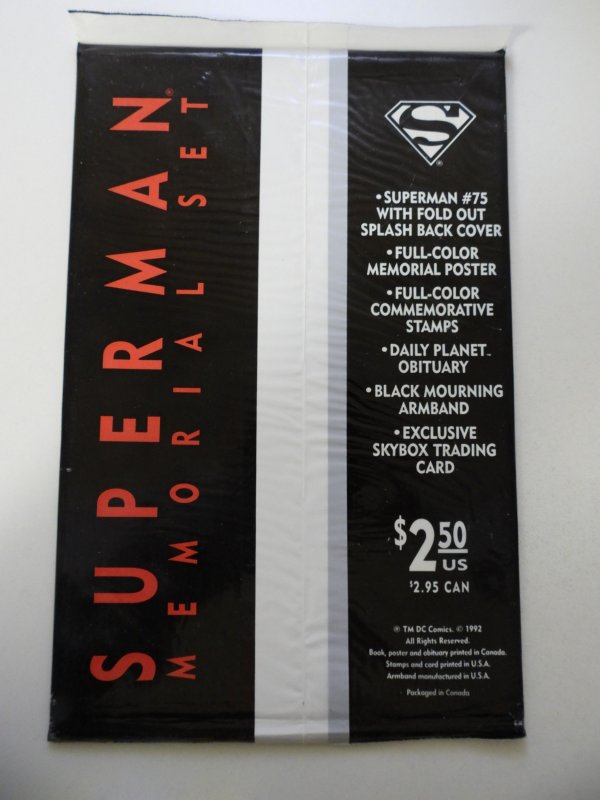 SUPERMAN®
MEMORIAL SET
S®
• SUPERMAN #75
WITH FOLD OUT
SPLASH BACK COVER
• FULL-COLOR
MEMORIAL POSTER
• FULL-COLOR
COMMEMORATIVE
STAMPS
• DAILY PLANET™
OBITUARY
• BLACK MOURNING
ARMBAND
• EXCLUSIVE
SKYBOX TRADING
CARD
$2.50
US
$2.95 CAN
® TM DC Comics. © 1992
All Rights Reserved.
Book, poster and obituary printed in Canada.
Stamps and card printed in U.S.A.
Armband manufactured in U.S.A.
Packaged in Canada